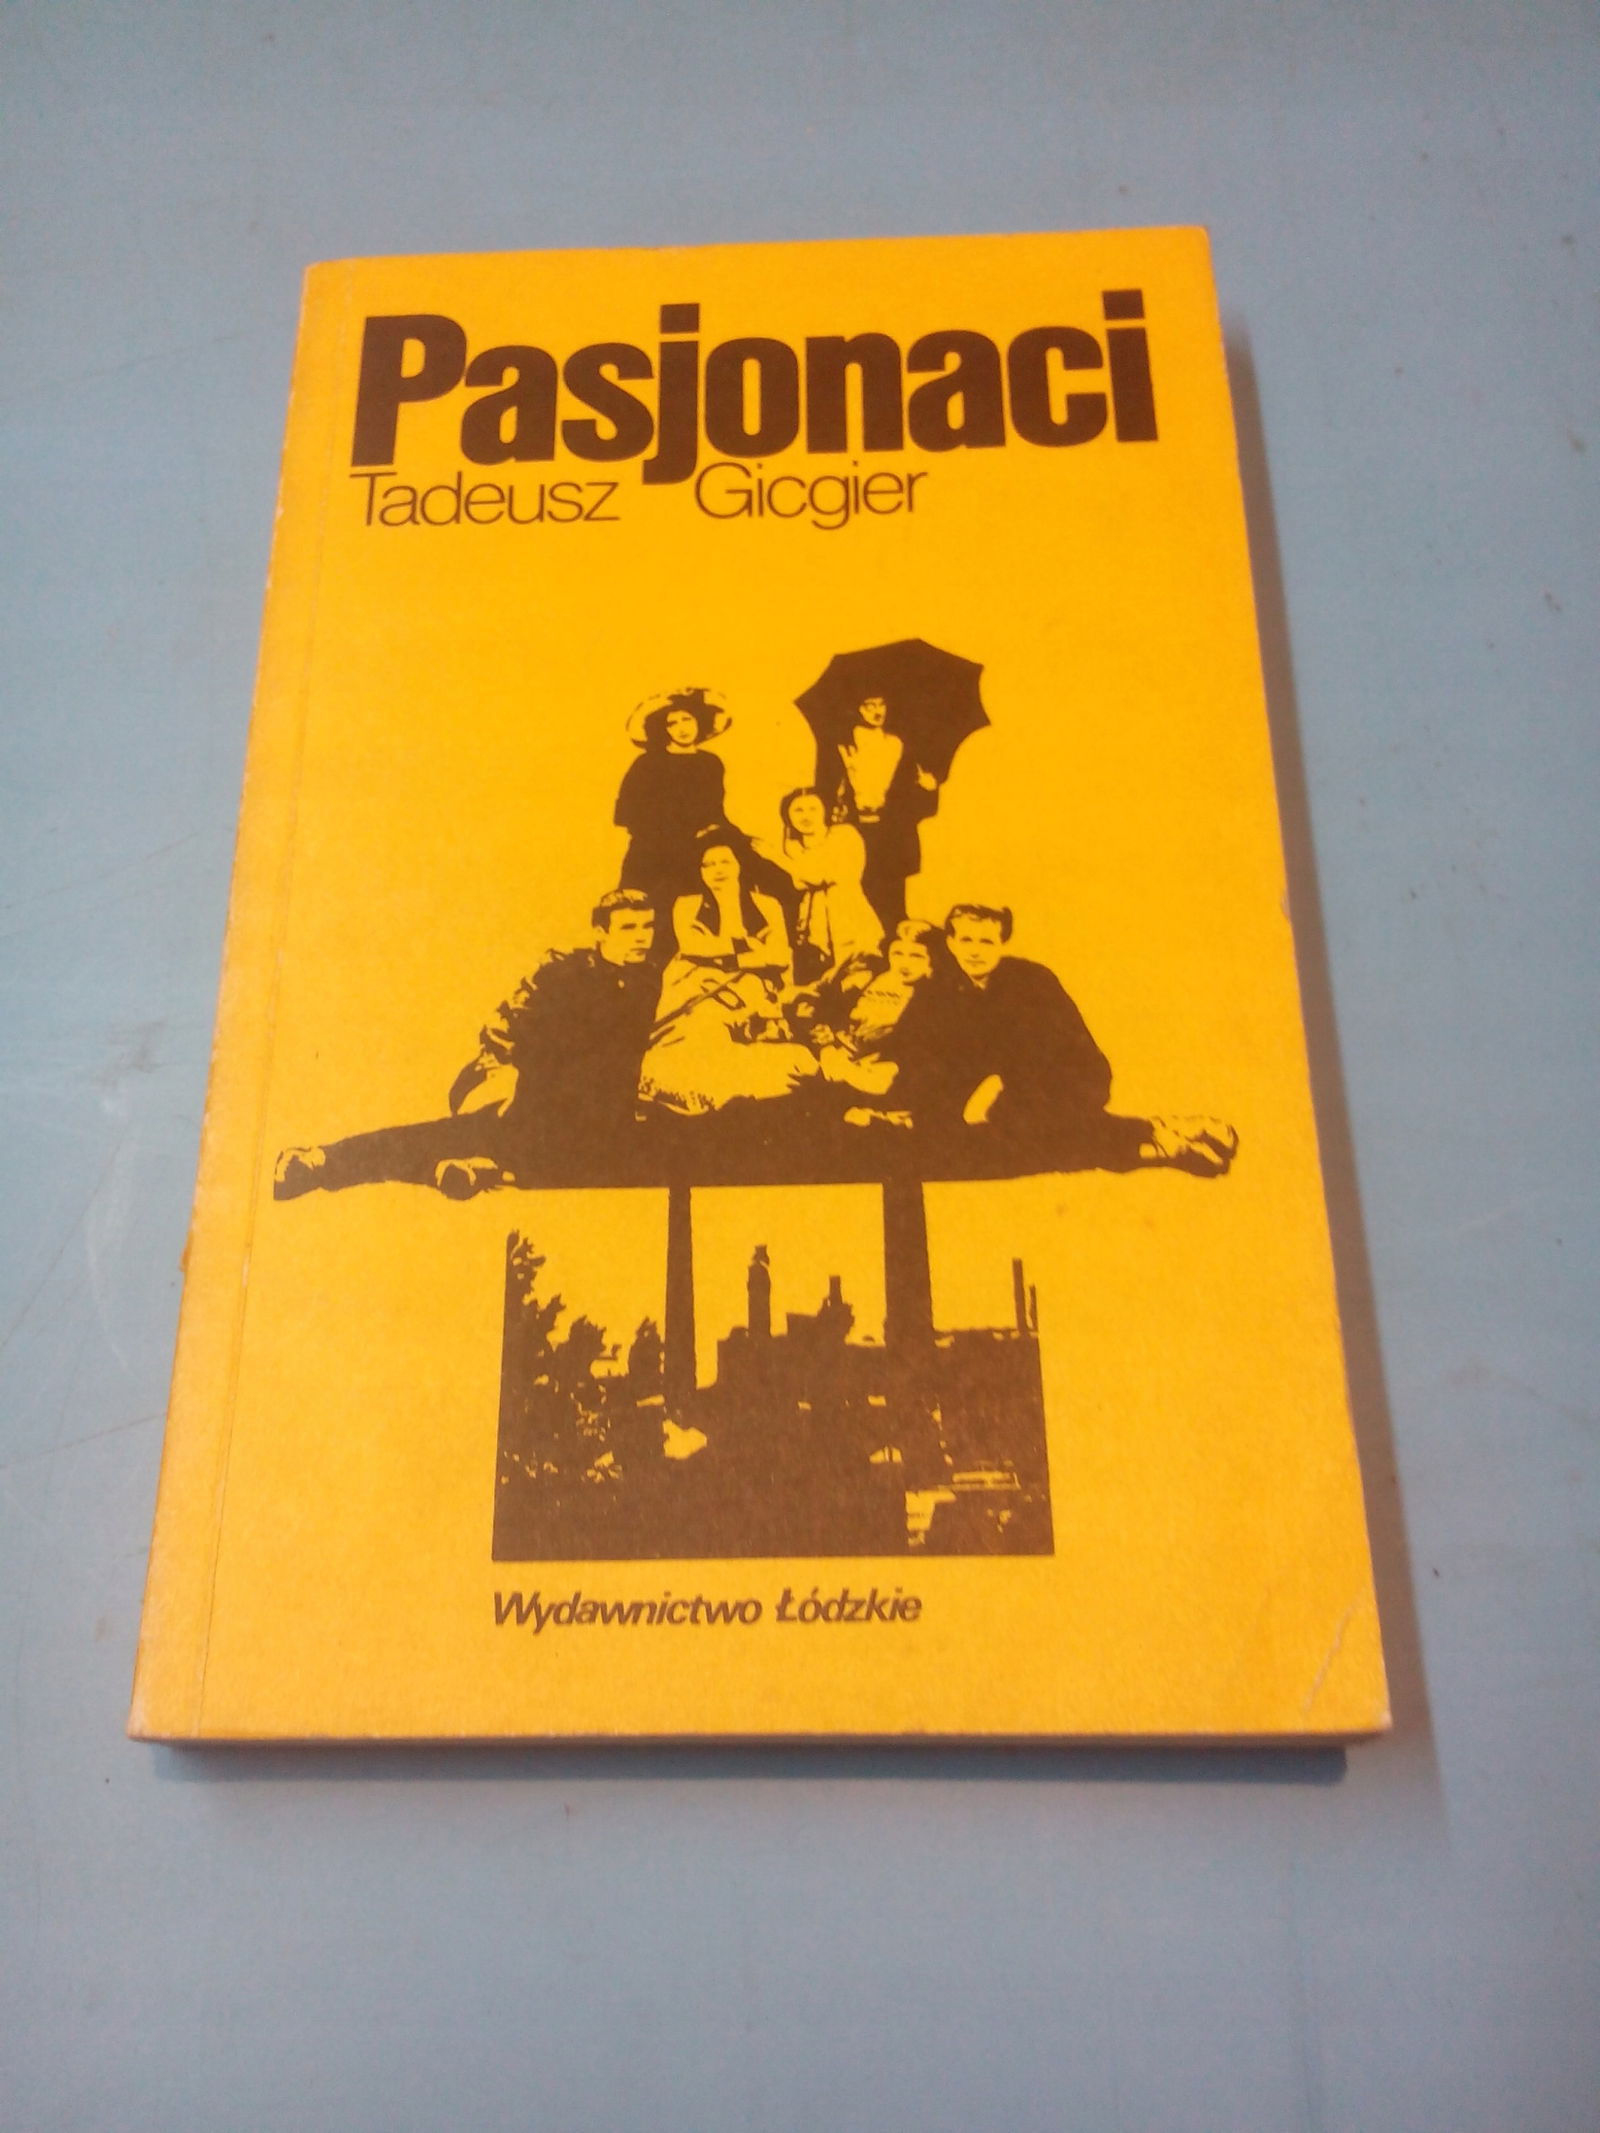 Pasjonaci
Tadeusz Gicgier
Wydawnictwo Łódzkie